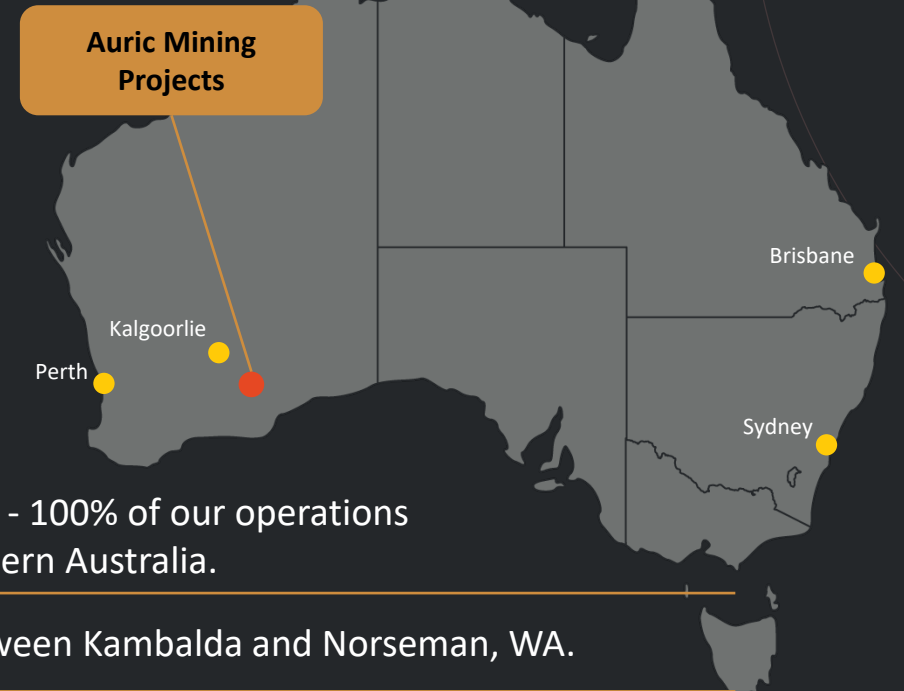 Auric Mining
Projects
Brisbane
Kalgoorlie
Perth
Sydney
- 100% of our operations
ern Australia.
ween Kambalda and Norseman, WA.